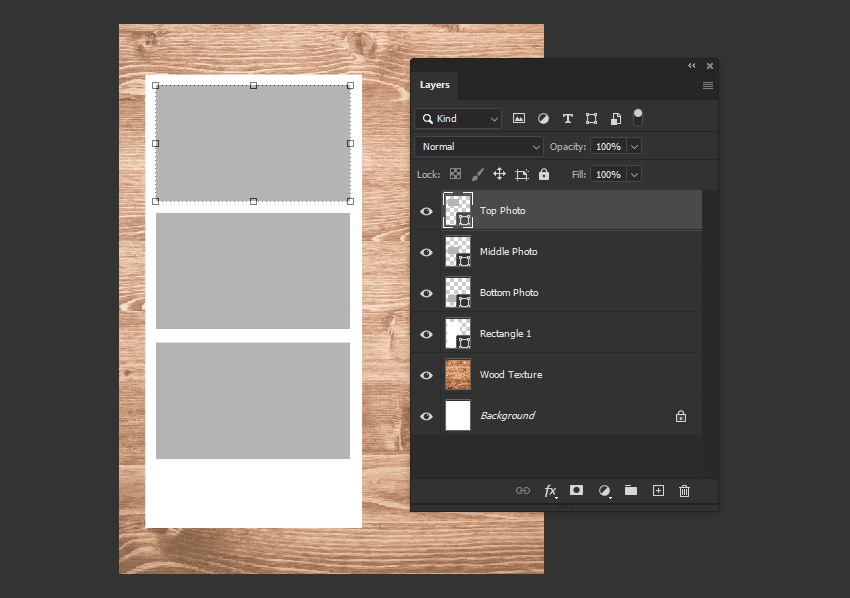 Layers
Kind
Normal Opacity: 100%
Lock: Fill: 100%
Top Photo
Middle Photo
Bottom Photo
Rectangle 1
Wood Texture
Background
fx